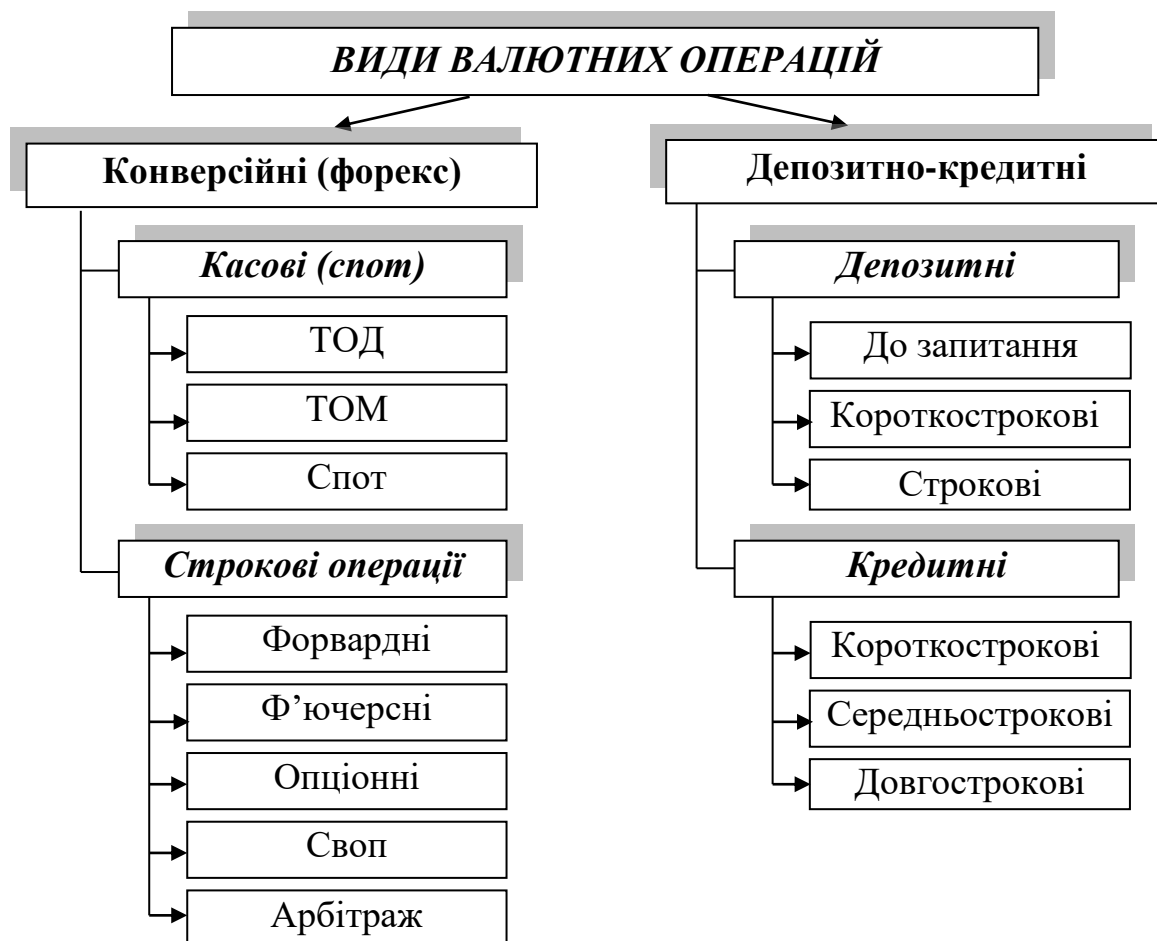 ВИДИ ВАЛЮТНИХ ОПЕРАЦІЙ
Конверсійні (форекс)
Касові (спот)
ТОД
ТОМ
Спот
Строкові операції
Форвардні
Ф’ючерсні
Опціонні
Своп
Арбітраж
Депозитно-кредитні
Депозитні
До запитання
Короткострокові
Строкові
Кредитні
Короткострокові
Середньострокові
Довгострокові